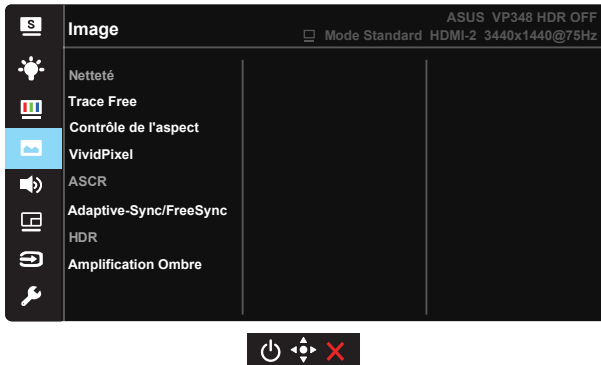 S
ASUS VP348 HDR OFF
Image
Mode Standard HDMI-2 3440x1440@75Hz
Netteté
Trace Free
Contrôle de l'aspect
VividPixel
ASCR
Adaptive-Sync/FreeSync
HDR
Amplification Ombre